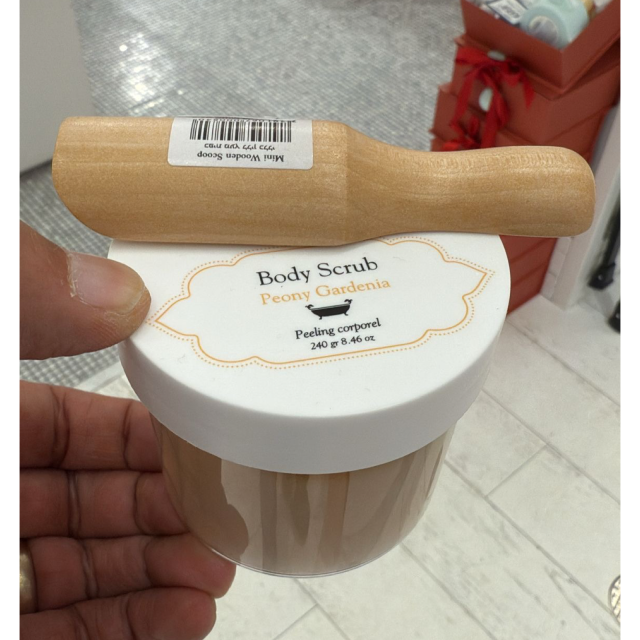 Mini Wooden Scoop
Body Scrub
Peony Gardenia
Peeling corporel
240 gr 8.46 oz